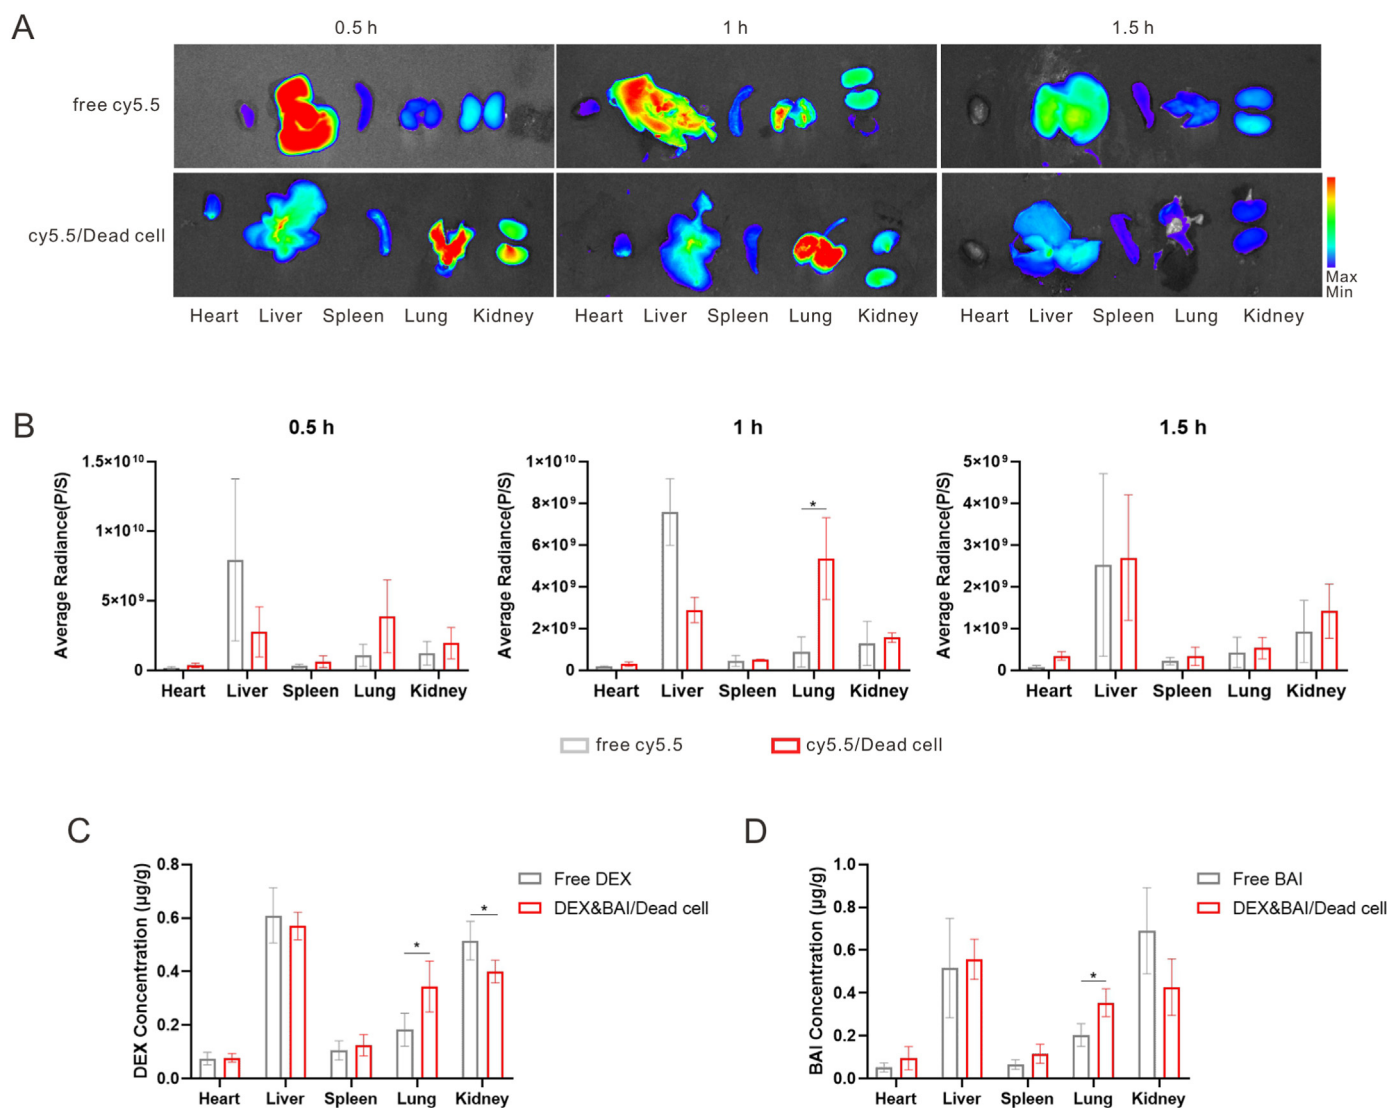 A
0.5 h
1 h
1.5 h
free cy5.5
cy5.5/Dead cell
Max
Min
Heart Liver Spleen Lung Kidney
Heart Liver Spleen Lung Kidney
Heart Liver Spleen Lung Kidney
B
0.5 h
Average Radiance(P/S)
1.5×10¹⁰
1×10¹⁰
5×10⁹
0
Heart Liver Spleen Lung Kidney
1 h
Average Radiance(P/S)
1×10¹⁰
8×10⁹
6×10⁹
4×10⁹
2×10⁹
0
*
Heart Liver Spleen Lung Kidney
1.5 h
Average Radiance(P/S)
5×10⁹
4×10⁹
3×10⁹
2×10⁹
1×10⁹
0
Heart Liver Spleen Lung Kidney
free cy5.5
cy5.5/Dead cell
C
DEX Concentration (μg/g)
0.8
0.6
0.4
0.2
0.0
*
*
Heart Liver Spleen Lung Kidney
Free DEX
DEX&BAI/Dead cell
D
BAI Concentration (μg/g)
1.0
0.8
0.6
0.4
0.2
0.0
*
Heart Liver Spleen Lung Kidney
Free BAI
DEX&BAI/Dead cell